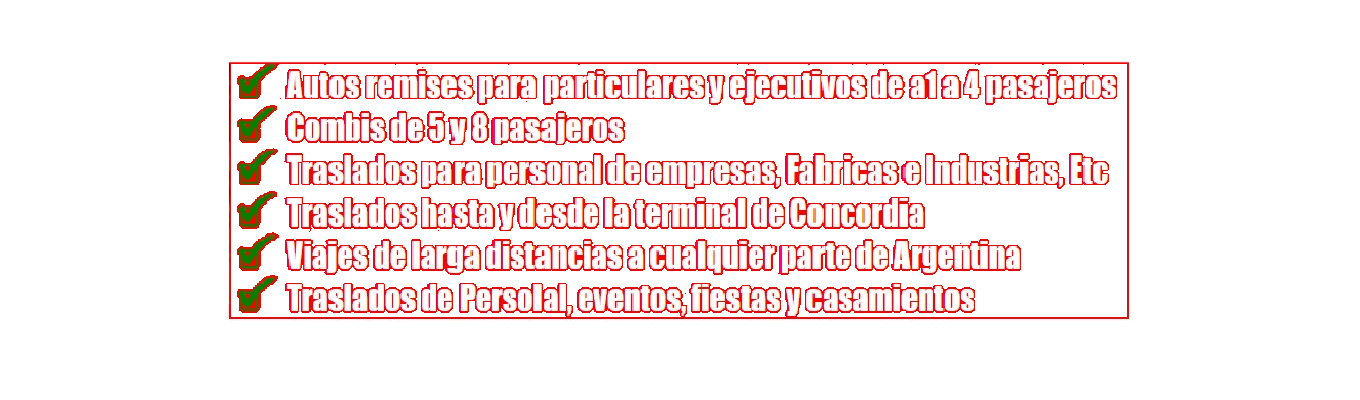 Autos remises para particulares y ejecutivos de a1 a 4 pasajeros
Combis de 5 y 8 pasajeros
Traslados para personal de empresas, Fabricas e Industrias, Etc
Traslados hasta y desde la terminal de Concordia
Viajes de larga distancias a cualquier parte de Argentina
Traslados de Persolal, eventos, fiestas y casamientos